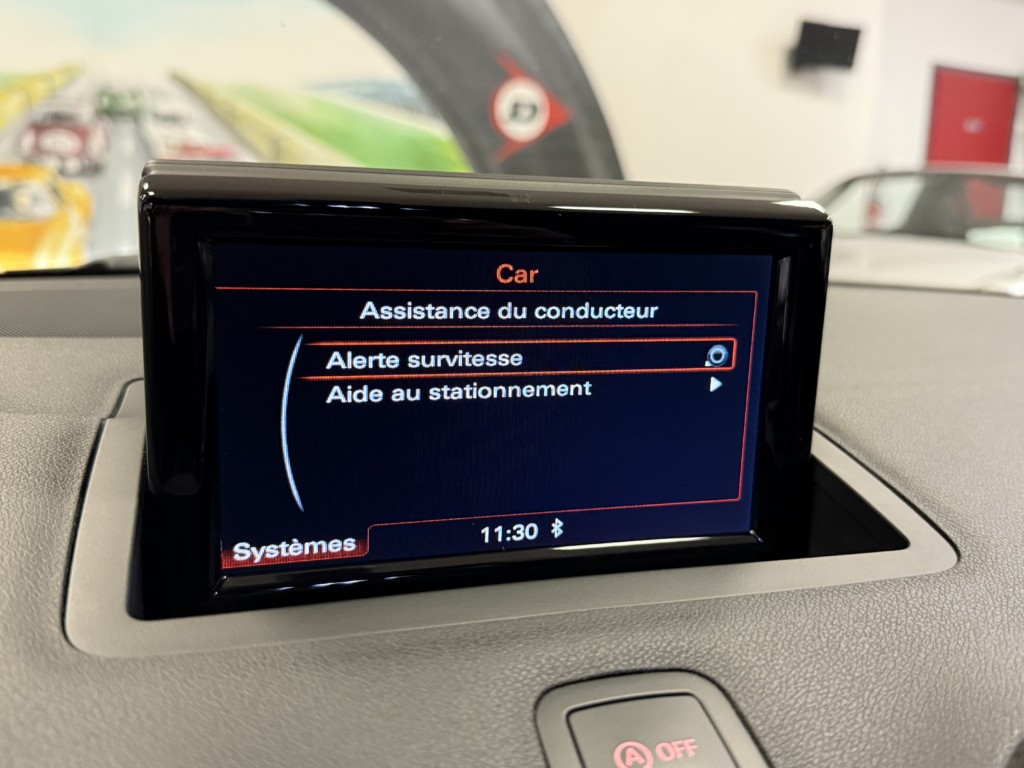 Car
Assistance du conducteur
Alerte survitesse
Aide au stationnement
Systèmes
11:30
A OFF